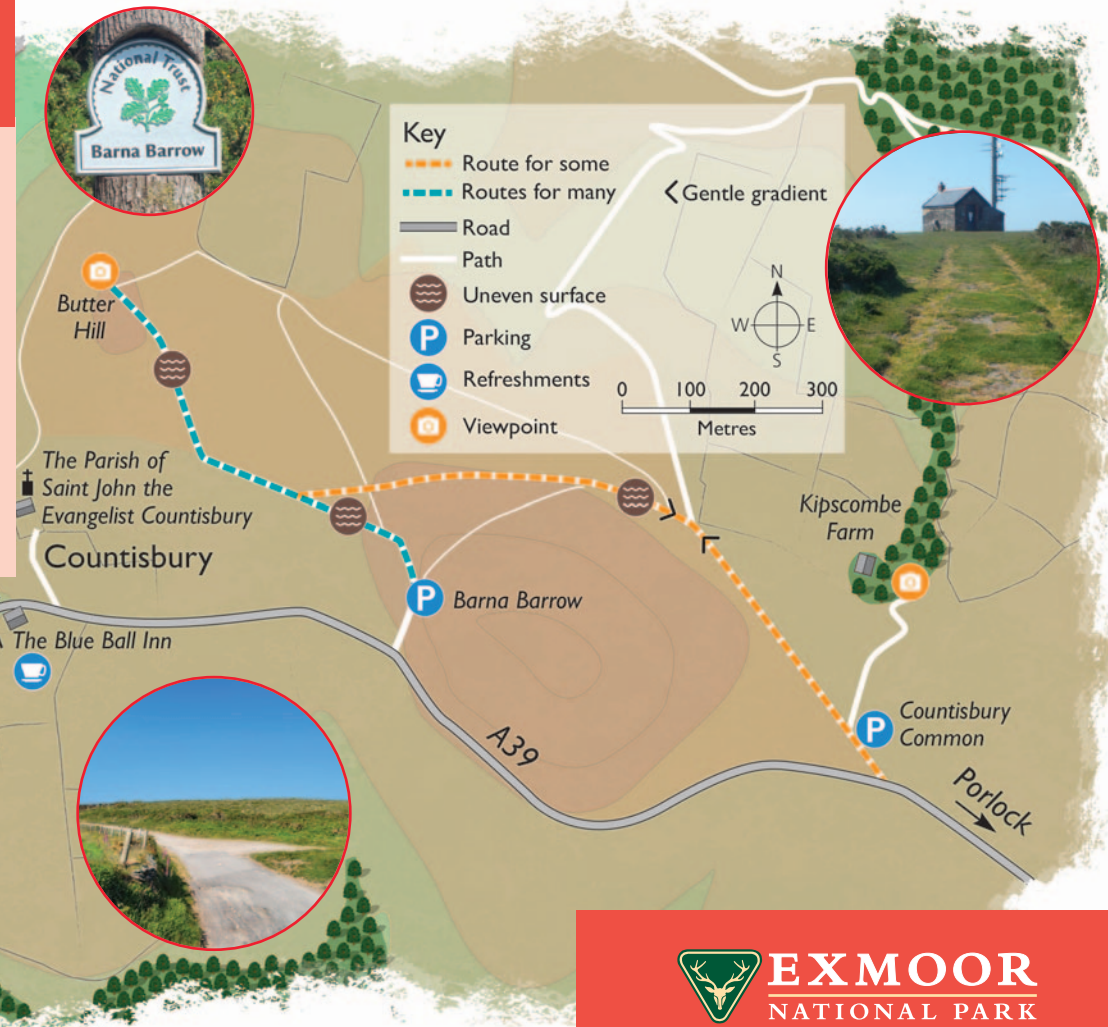 National Trust
Barna Barrow
Key
Route for some
Routes for many
Road
Path
Uneven surface
P
Parking
Refreshments
Viewpoint
Gentle gradient
N
W E
S
0 100 200 300
Metres
Butter
Hill
The Parish of
Saint John the
Evangelist Countisbury
Countisbury
Kipscombe
Farm
P
Barna Barrow
The Blue Ball Inn
A39
P
Countisbury
Common
Porlock
EXMOOR
NATIONAL PARK